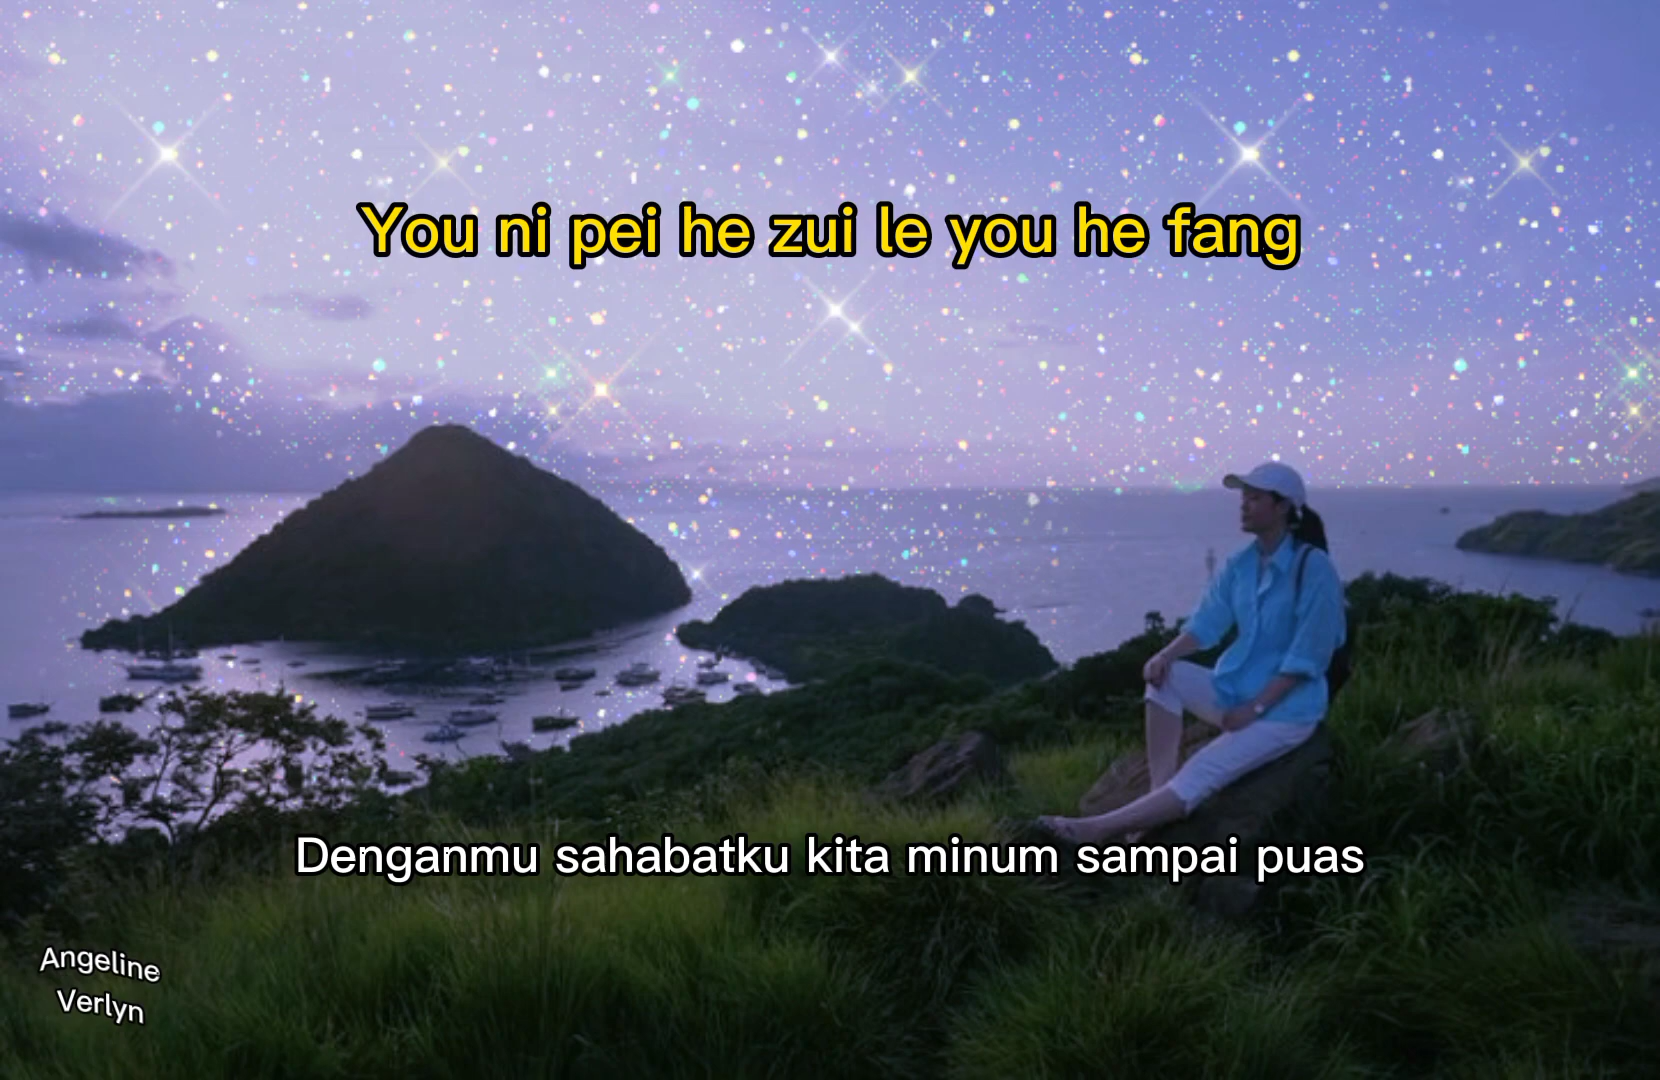 You ni pei he zui le you he fang
Denganmu sahabatku kita minum sampai puas
Angeline
Verlyn